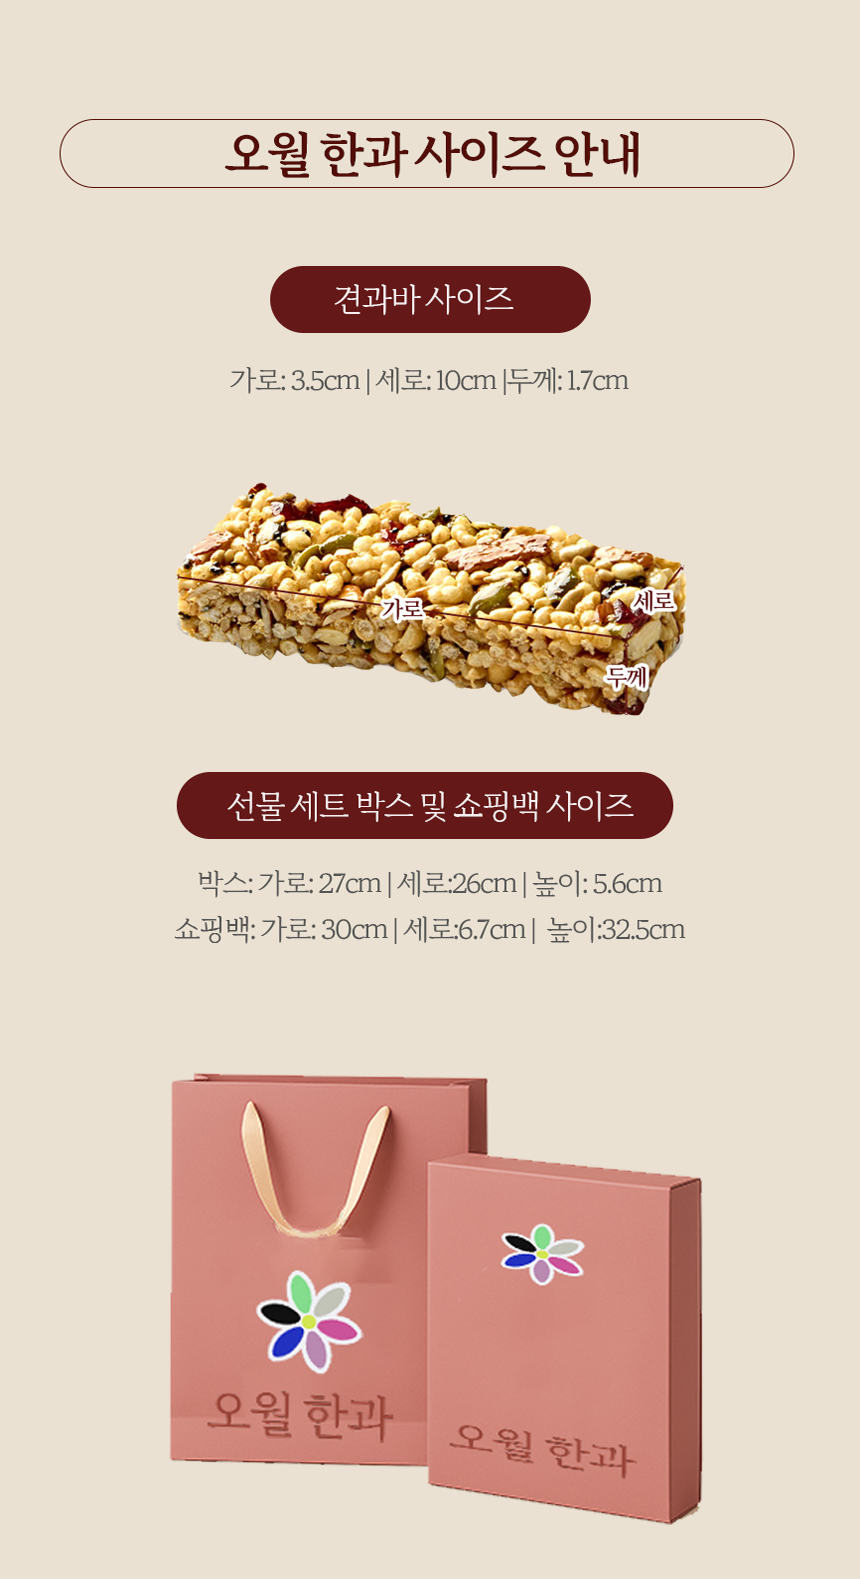 오월 한과 사이즈 안내
견과바 사이즈
가로: 3.5cm | 세로: 10cm |두께: 1.7cm
가로
세로
두께
선물 세트 박스 및 쇼핑백 사이즈
박스: 가로: 27cm | 세로:26cm | 높이: 5.6cm
쇼핑백: 가로: 30cm | 세로:6.7cm | 높이:32.5cm
오월 한과
오월 한과